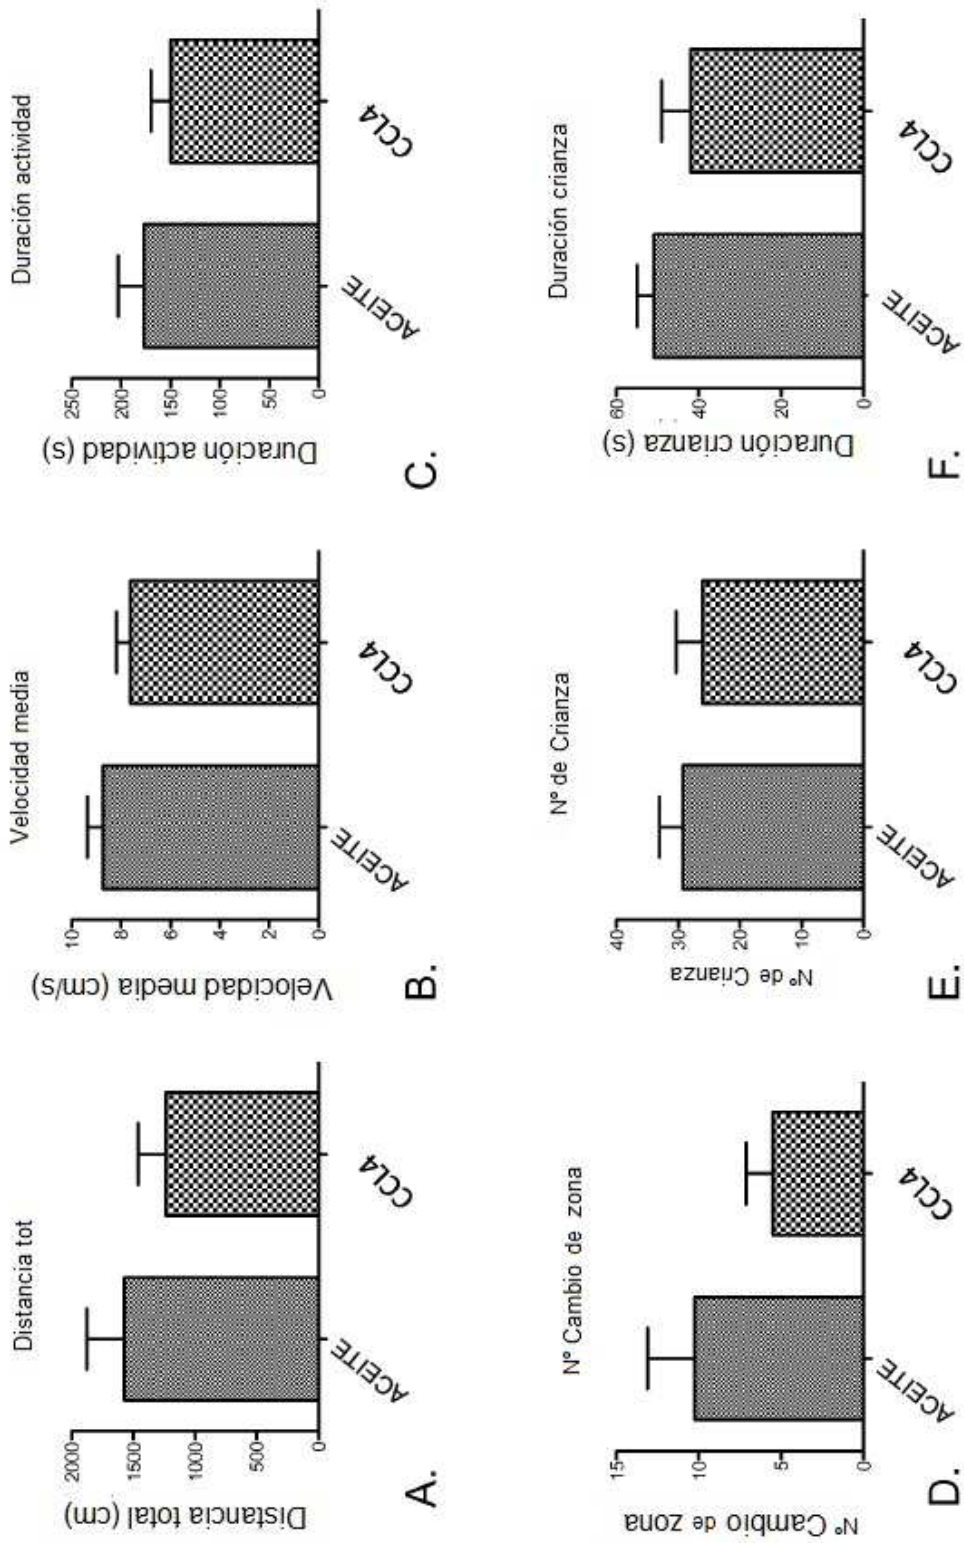 Distancia tot
Distancia total (cm)
2000
1500
1000
500
0
ACEITE
CCL4
A.
Velocidad media
Velocidad media (cm/s)
10
8
6
4
2
0
ACEITE
CCL4
B.
Duración actividad
Duración actividad (s)
250
200
150
100
50
0
ACEITE
CCL4
C.
Nº Cambio de zona
Nº Cambio de zona
15
10
5
0
ACEITE
CCL4
D.
Nº de Crianza
Nº de Crianza
40
30
20
10
0
ACEITE
CCL4
E.
Duración crianza
Duración crianza (s)
60
40
20
0
ACEITE
CCL4
F.